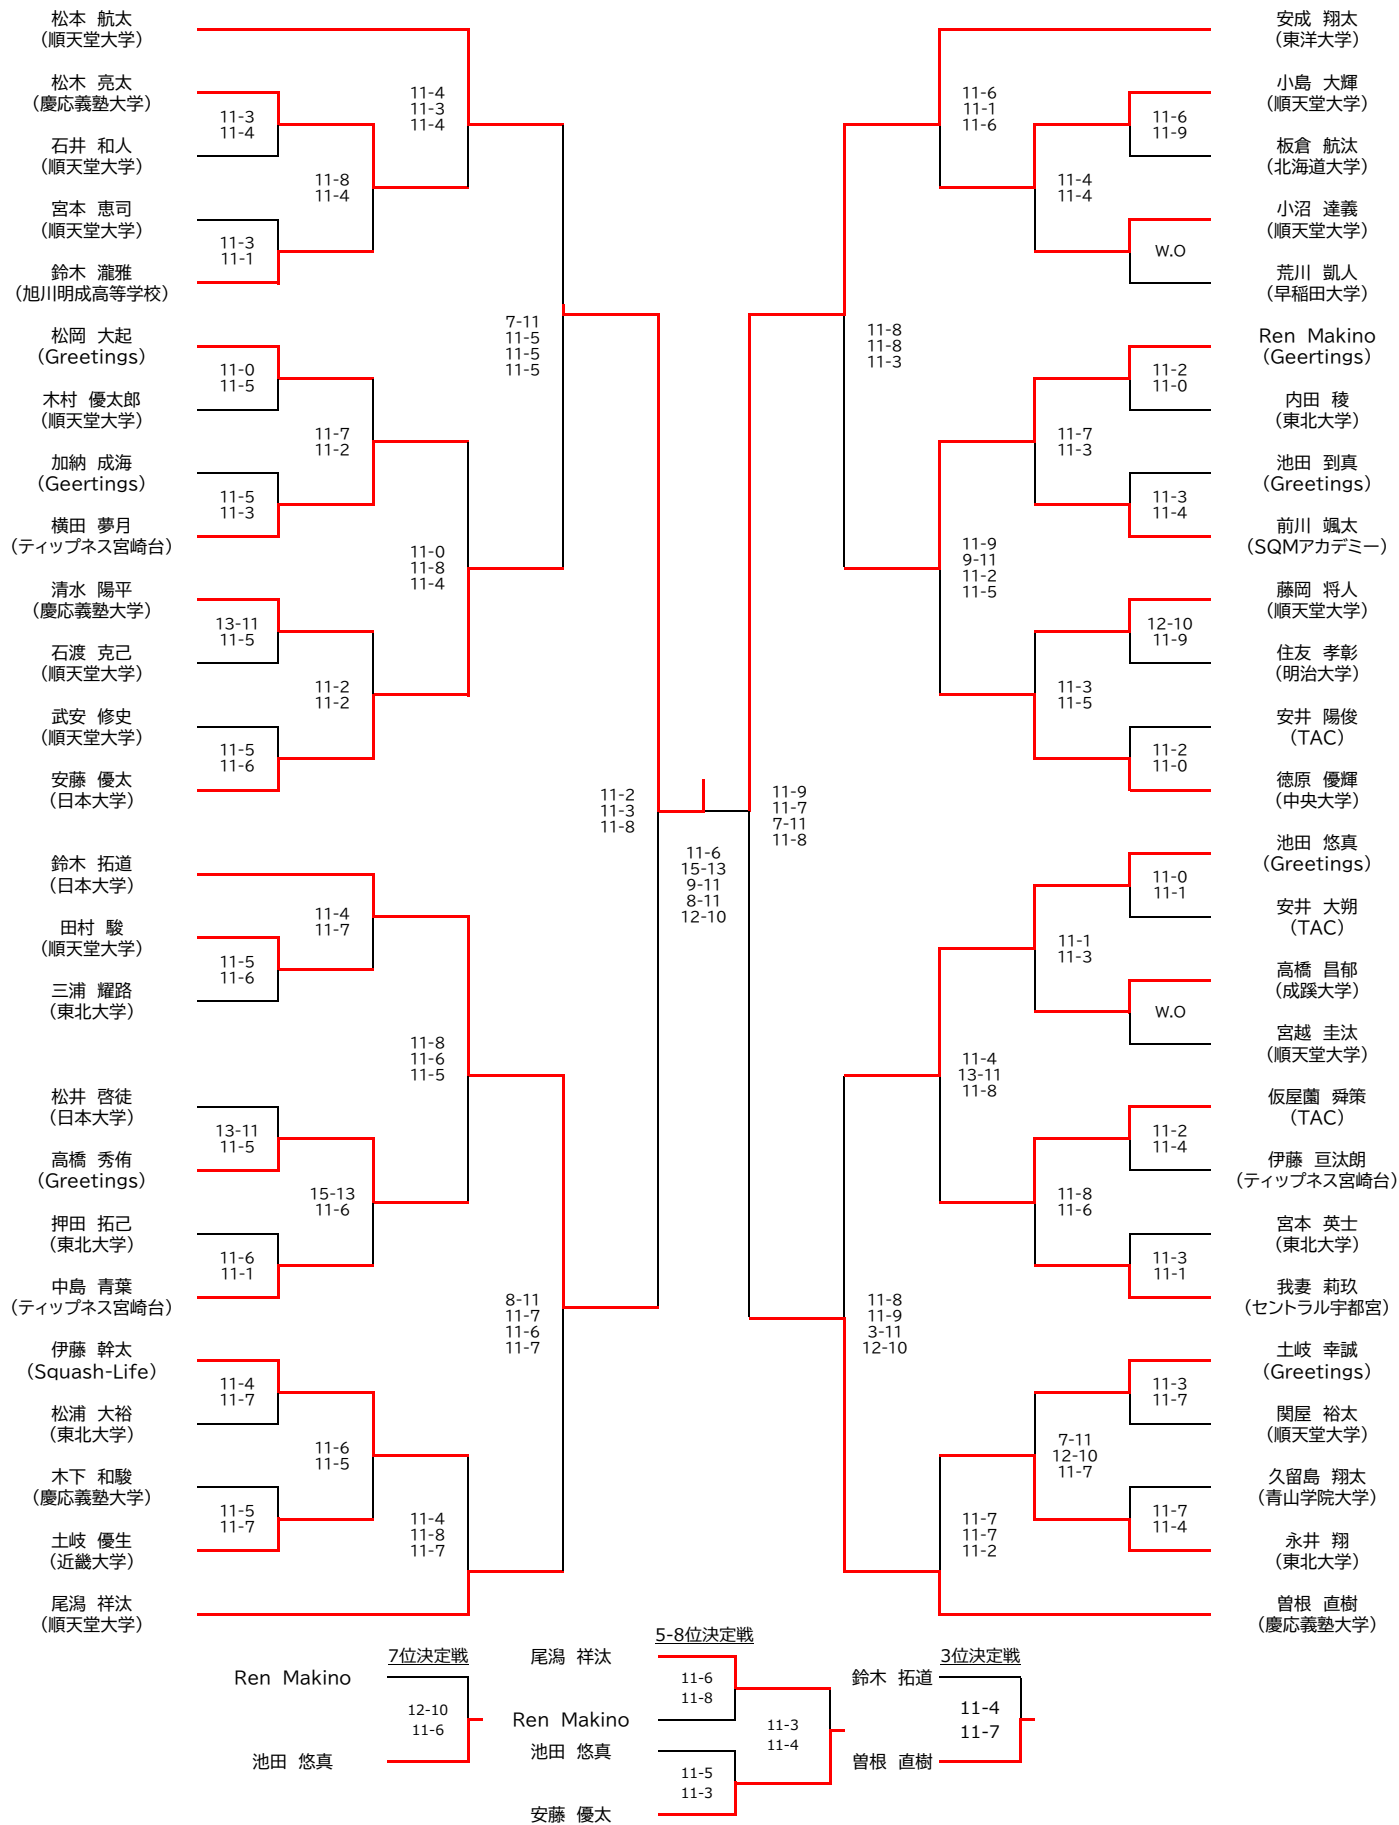 松本 航太
（順天堂大学）
松木 亮太
（慶応義塾大学）
石井 和人
（順天堂大学）
宮本 恵司
（順天堂大学）
鈴木 瀧雅
（旭川明成高等学校）
松岡 大起
（Greetings）
木村 優太郎
（順天堂大学）
加納 成海
（Geertings）
横田 夢月
（ティップネス宮崎台）
清水 陽平
（慶応義塾大学）
石渡 克己
（順天堂大学）
武安 修史
（順天堂大学）
安藤 優太
（日本大学）
鈴木 拓道
（日本大学）
田村 駿
（順天堂大学）
三浦 耀路
（東北大学）
松井 啓徒
（日本大学）
高橋 秀侑
（Greetings）
押田 拓己
（東北大学）
中島 青葉
（ティップネス宮崎台）
伊藤 幹太
（Squash-Life）
松浦 大裕
（東北大学）
木下 和駿
（慶応義塾大学）
土岐 優生
（近畿大学）
尾潟 祥汰
（順天堂大学）
11-3
11-4
11-3
11-1
11-0
11-5
11-5
11-3
13-11
11-5
11-5
11-6
11-5
11-6
13-11
11-5
11-6
11-1
11-4
11-7
11-5
11-7
11-8
11-4
11-7
11-2
11-2
11-2
11-4
11-7
15-13
11-6
11-6
11-5
11-4
11-3
11-4
11-0
11-8
11-4
11-8
11-6
11-5
11-4
11-8
11-7
7-11
11-5
11-5
11-5
8-11
11-7
11-6
11-7
11-2
11-3
11-8
11-6
15-13
9-11
8-11
12-10
11-9
11-7
7-11
11-8
11-8
11-8
11-3
11-8
11-9
3-11
12-10
11-6
11-1
11-6
11-9
9-11
11-2
11-5
11-4
13-11
11-8
11-7
11-7
11-2
11-4
11-4
11-7
11-3
11-3
11-5
11-1
11-3
11-8
11-6
7-11
12-10
11-7
11-6
11-9
W.O
11-2
11-0
11-3
11-4
12-10
11-9
11-2
11-0
11-0
11-1
W.O
11-2
11-4
11-3
11-1
11-3
11-7
11-7
11-4
安成 翔太
（東洋大学）
小島 大輝
（順天堂大学）
板倉 航汰
（北海道大学）
小沼 達義
（順天堂大学）
荒川 凱人
（早稲田大学）
Ren Makino
（Geertings）
内田 稜
（東北大学）
池田 到真
（Greetings）
前川 颯太
（SQMアカデミー）
藤岡 将人
（順天堂大学）
住友 孝彰
（明治大学）
安井 陽俊
（TAC）
徳原 優輝
（中央大学）
池田 悠真
（Greetings）
安井 大朔
（TAC）
高橋 昌郁
（成蹊大学）
宮越 圭汰
（順天堂大学）
仮屋薗 舜策
（TAC）
伊藤 亘汰朗
（ティップネス宮崎台）
宮本 英士
（東北大学）
我妻 莉玖
（セントラル宇都宮）
土岐 幸誠
（Greetings）
関屋 裕太
（順天堂大学）
久留島 翔太
（青山学院大学）
永井 翔
（東北大学）
曽根 直樹
（慶応義塾大学）
7位決定戦
Ren Makino
12-10
11-6
池田 悠真
5-8位決定戦
尾潟 祥汰
11-6
11-8
Ren Makino
池田 悠真
11-5
11-3
安藤 優太
11-3
11-4
3位決定戦
鈴木 拓道
11-4
11-7
曽根 直樹